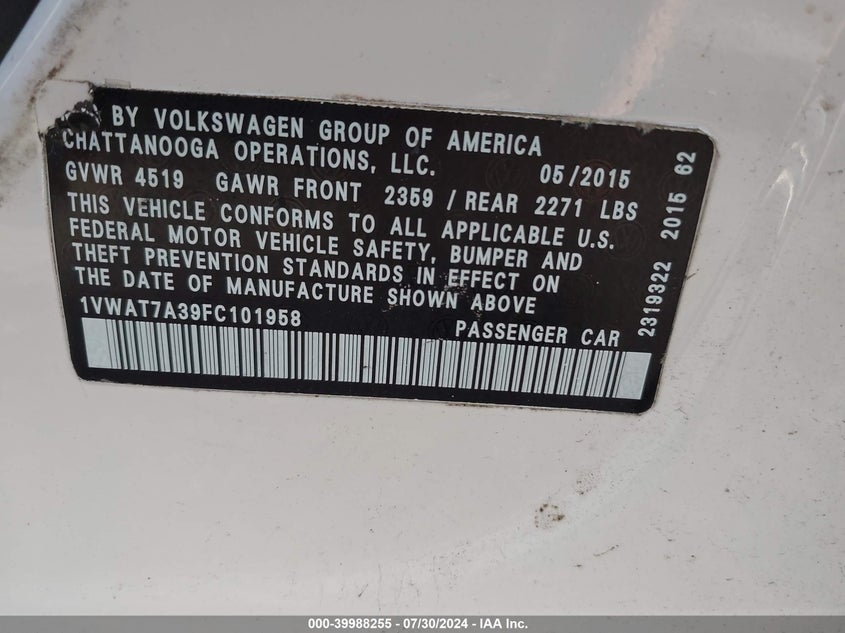 BY VOLKSWAGEN GROUP OF AMERICA
CHATTANOOGA OPERATIONS, LLC. 05/2015
GVWR 4519 GAWR FRONT 2359 / REAR 2271 LBS
THIS VEHICLE CONFORMS TO ALL APPLICABLE U.S.
FEDERAL MOTOR VEHICLE SAFETY, BUMPER AND
THEFT PREVENTION STANDARDS IN EFFECT ON
THE DATE OF MANUFACTURE SHOWN ABOVE
1VWAT7A39FC101958 PASSENGER CAR
2319322 2015 62
000-39988255 - 07/30/2024 - IAAI.COM